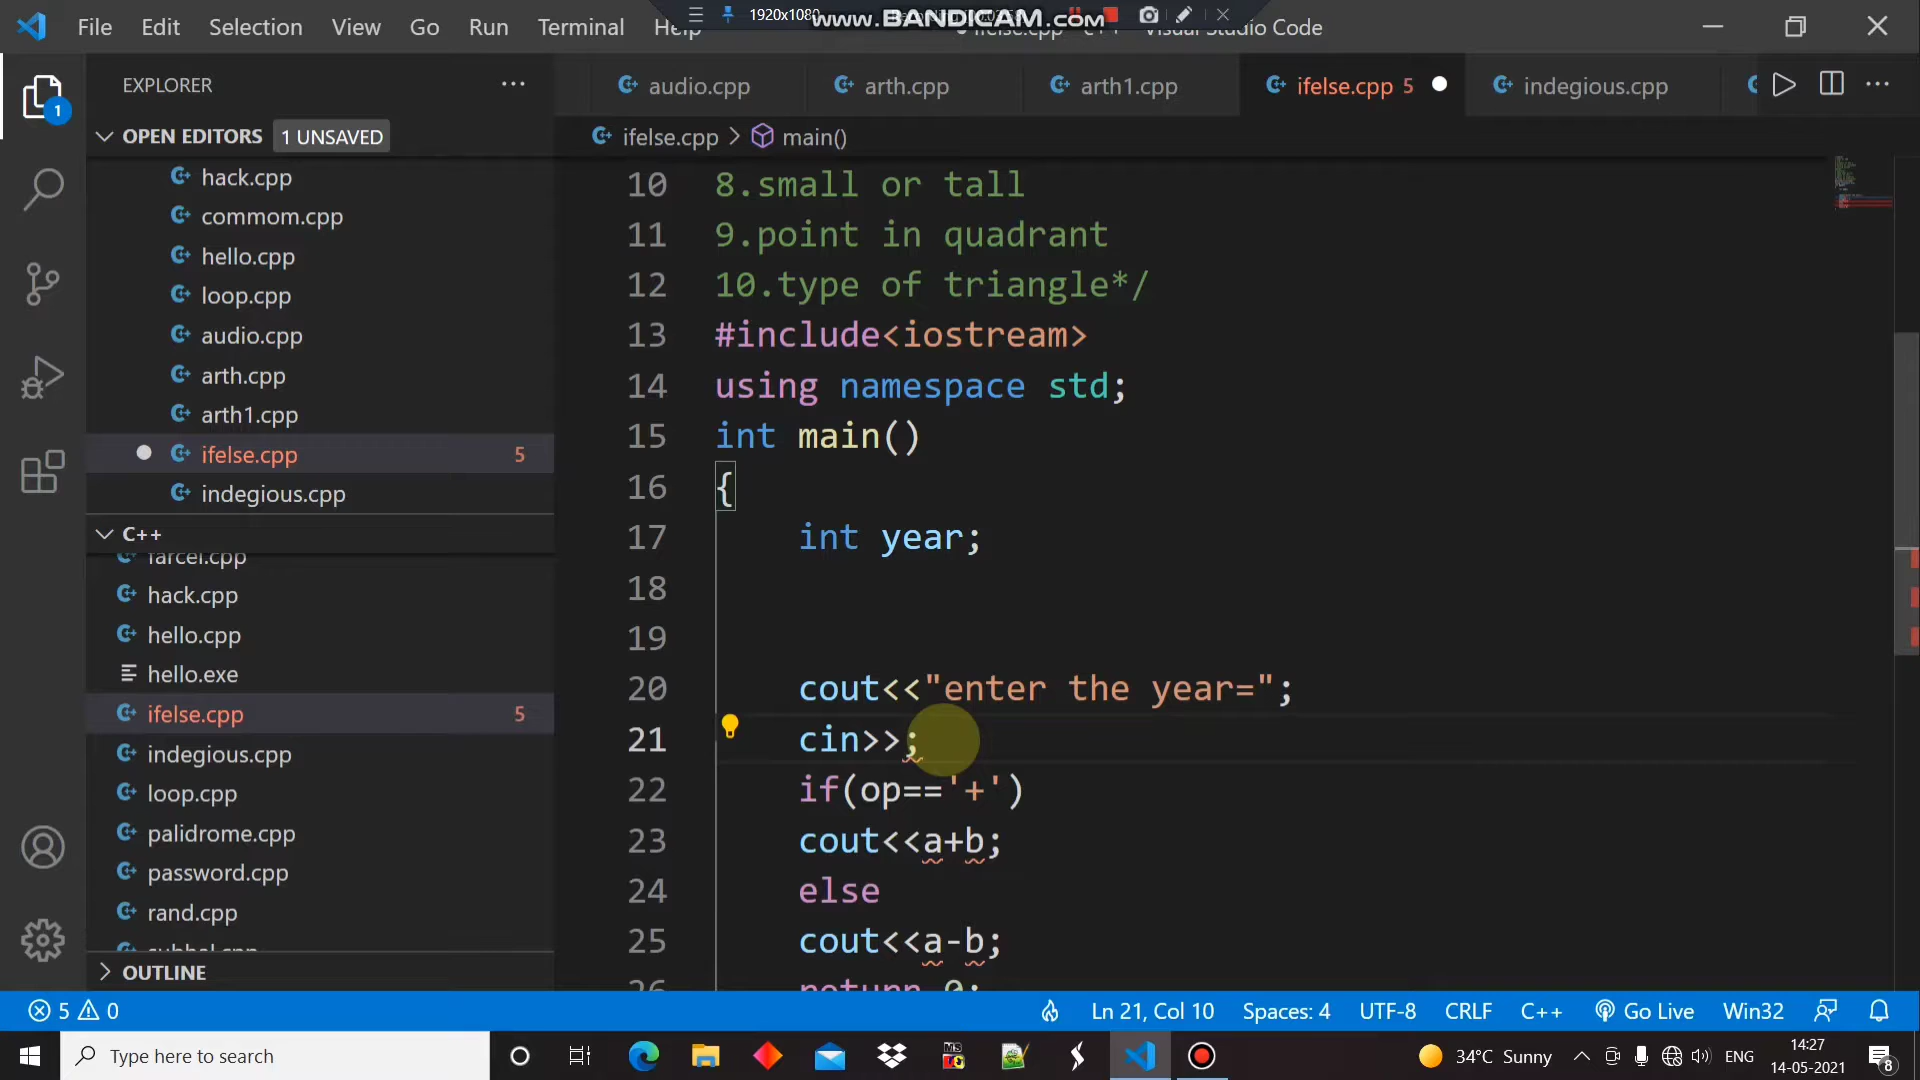 1920x1080
www.BANDICAM.com
File Edit Selection View Go Run Terminal Help
Visual Studio Code
EXPLORER
audio.cpp
arth.cpp
arth1.cpp
ifelse.cpp 5
indegious.cpp
1
OPEN EDITORS 1 UNSAVED
ifelse.cpp > main()
hack.cpp
commom.cpp
hello.cpp
loop.cpp
audio.cpp
arth.cpp
arth1.cpp
ifelse.cpp 5
indegious.cpp
C++
farcel.cpp
hack.cpp
hello.cpp
hello.exe
ifelse.cpp 5
indegious.cpp
loop.cpp
palidrome.cpp
password.cpp
rand.cpp
OUTLINE
10 8.small or tall
11 9.point in quadrant
12 10.type of triangle*/
13 #include<iostream>
14 using namespace std;
15 int main()
16 {
17 int year;
18
19
20 cout<<"enter the year=";
21 cin>>;
22 if(op=='+')
23 cout<<a+b;
24 else
25 cout<<a-b;
26 return 0;
5 0
Ln 21, Col 10 Spaces: 4 UTF-8 CRLF C++ Go Live Win32
Type here to search
34°C Sunny
ENG
14:27
14-05-2021
8